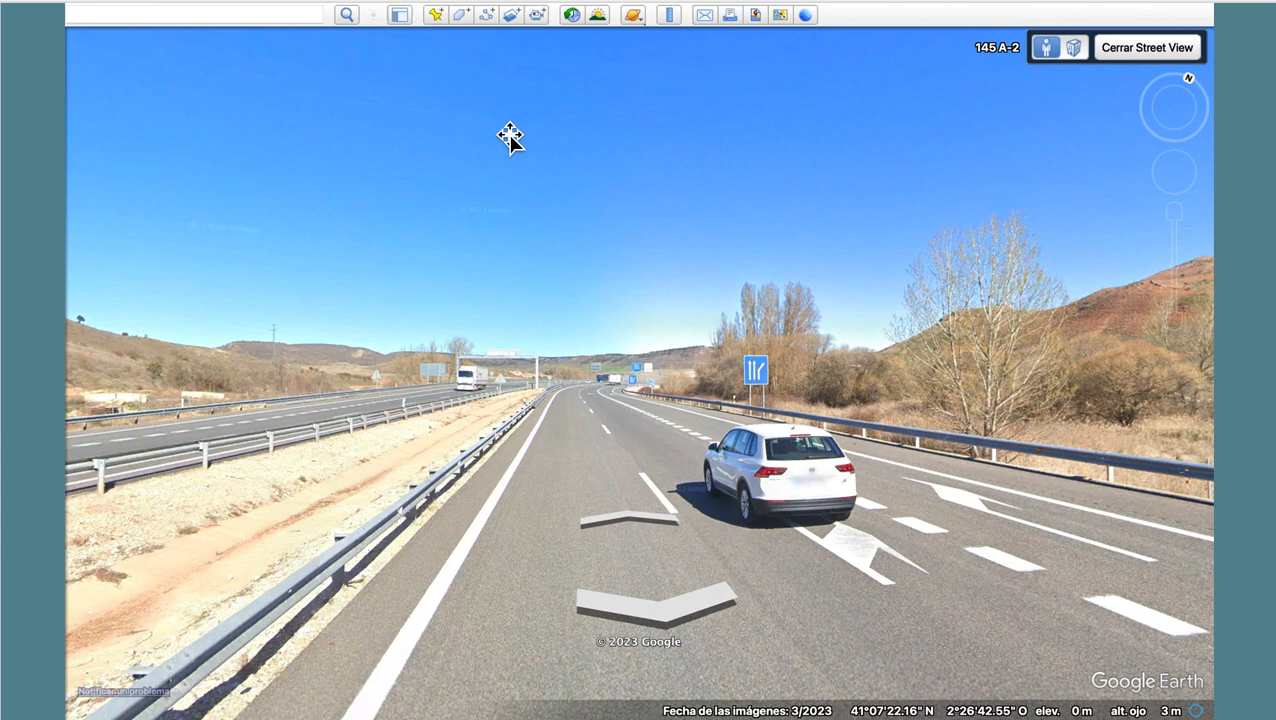 145 A-2
Cerrar Street View
N
© 2023 Google
Notificar un problema
Google Earth
Fecha de las imágenes: 3/2023 41°07'22.16" N 2°26'42.55" O elev. 0 m alt. ojo 3 m